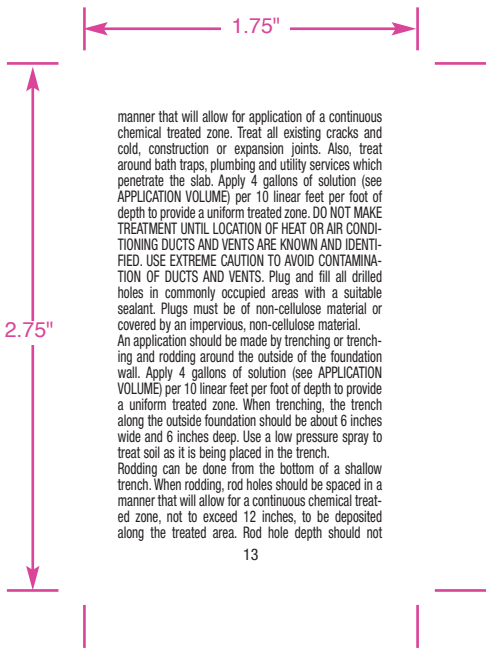 1.75"
manner that will allow for application of a continuous
chemical treated zone. Treat all existing cracks and
cold, construction or expansion joints. Also, treat
around bath traps, plumbing and utility services which
penetrate the slab. Apply 4 gallons of solution (see
APPLICATION VOLUME) per 10 linear feet per foot of
depth to provide a uniform treated zone. DO NOT MAKE
TREATMENT UNTIL LOCATION OF HEAT OR AIR CONDI-
TIONING DUCTS AND VENTS ARE KNOWN AND IDENTI-
FIED. USE EXTREME CAUTION TO AVOID CONTAMINA-
TION OF DUCTS AND VENTS. Plug and fill all drilled
holes in commonly occupied areas with a suitable
sealant. Plugs must be of non-cellulose material or
covered by an impervious, non-cellulose material.
2.75"
An application should be made by trenching or trench-
ing and rodding around the outside of the foundation
wall. Apply 4 gallons of solution (see APPLICATION
VOLUME) per 10 linear feet per foot of depth to provide
a uniform treated zone. When trenching, the trench
along the outside foundation should be about 6 inches
wide and 6 inches deep. Use a low pressure spray to
treat soil as it is being placed in the trench.
Rodding can be done from the bottom of a shallow
trench. When rodding, rod holes should be spaced in a
manner that will allow for a continuous chemical treat-
ed zone, not to exceed 12 inches, to be deposited
along the treated area. Rod hole depth should not
13